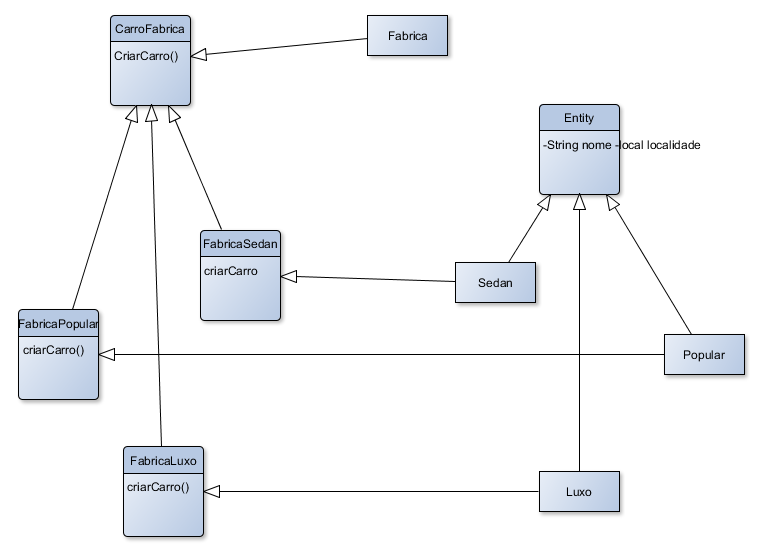 CarroFabrica
CriarCarro()
Fabrica
Entity
-String nome -local localidade
FabricaSedan
criarCarro
Sedan
FabricaPopular
criarCarro()
Popular
FabricaLuxo
criarCarro()
Luxo